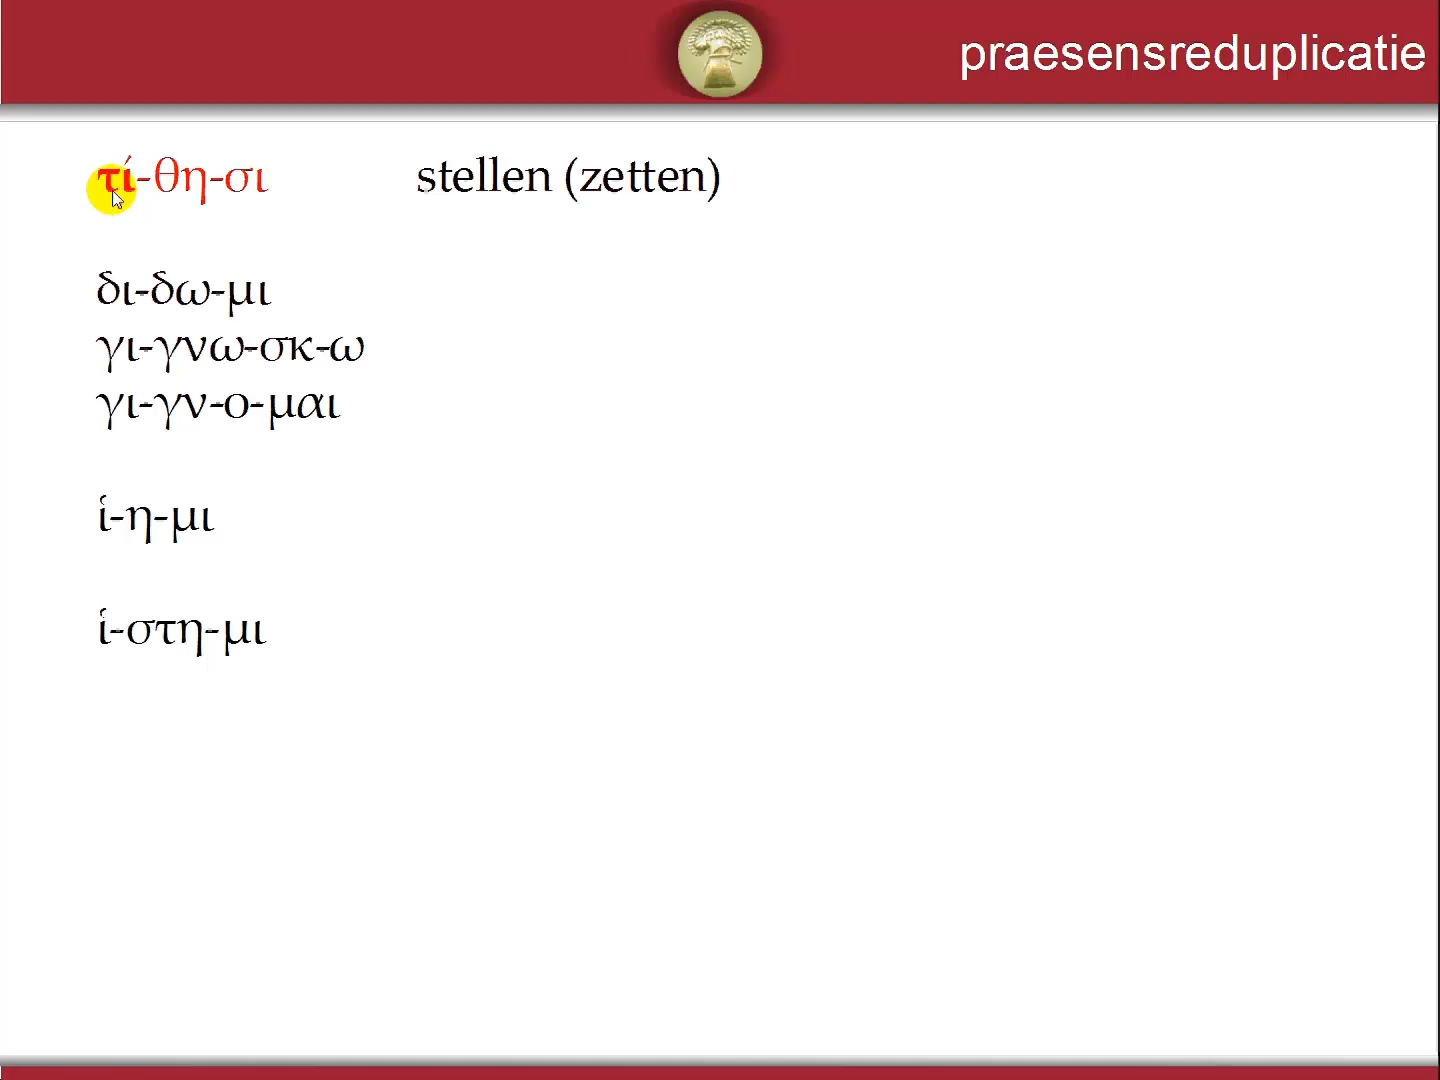 praesensreduplicatie
τί-θη-σι stellen (zetten)
δι-δω-μι
γι-γνω-σκ-ω
γι-γν-ο-μαι
ἱ-η-μι
ἱ-στη-μι